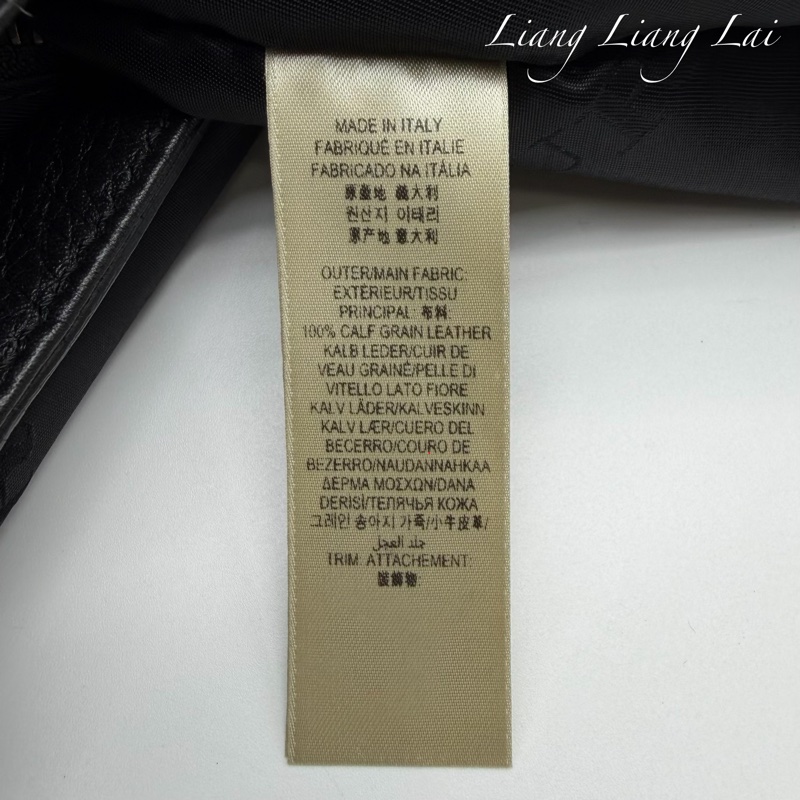 Liang Liang Lai
MADE IN ITALY
FABRIQUÉ EN ITALIE
FABRICADO NA ITÁLIA
原產地 義大利
원산지 이태리
原产地 意大利
OUTER/MAIN FABRIC:
EXTÉRIEUR/TISSU
PRINCIPAL: 布料:
100% CALF GRAIN LEATHER
KALB LEDER/CUIR DE
VEAU GRAINÉ/PELLE DI
VITELLO LATO FIORE
KALV LÄDER/KALVESKINN
KALV LÆR/CUERO DEL
BECERRO/COURO DE
BEZERRO/NAUDANNAHKAA
ΔΕΡΜΑ ΜΟΣΧΩΝ/DANA
DERISI/ТЕЛЯЧЬЯ КОЖА
그레인 송아지 가죽/小牛皮革/
جلد العجل
TRIM: ATTACHEMENT:
裝飾物: